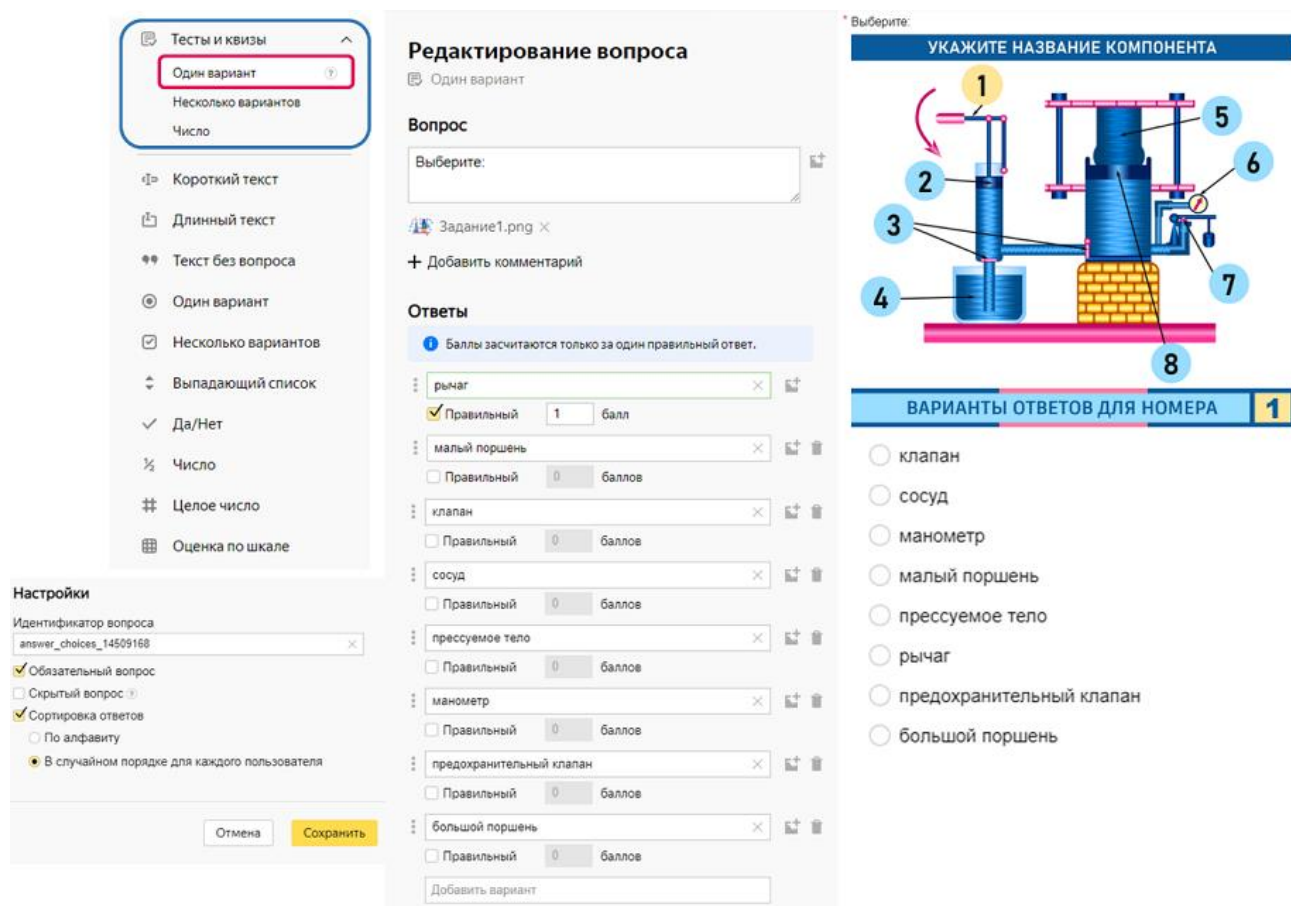 Тесты и квизы
Один вариант
Несколько вариантов
Число
Короткий текст
Длинный текст
Текст без вопроса
Один вариант
Несколько вариантов
Выпадающий список
Да/Нет
Число
Целое число
Оценка по шкале
Настройки
Идентификатор вопроса
answer_choices_14509168
Обязательный вопрос
Скрытый вопрос ?
Сортировка ответов
По алфавиту
В случайном порядке для каждого пользователя
Отмена
Сохранить
Редактирование вопроса
Один вариант
Вопрос
Выберите:
Задание1.png ×
+ Добавить комментарий
Ответы
Баллы засчитаются только за один правильный ответ.
рычаг
Правильный 1 балл
малый поршень
Правильный 0 баллов
клапан
Правильный 0 баллов
сосуд
Правильный 0 баллов
прессуемое тело
Правильный 0 баллов
манометр
Правильный 0 баллов
предохранительный клапан
Правильный 0 баллов
большой поршень
Правильный 0 баллов
Добавить вариант
* Выберите:
УКАЖИТЕ НАЗВАНИЕ КОМПОНЕНТА
1
5
6
2
3
7
4
8
ВАРИАНТЫ ОТВЕТОВ ДЛЯ НОМЕРА 1
клапан
сосуд
манометр
малый поршень
прессуемое тело
рычаг
предохранительный клапан
большой поршень